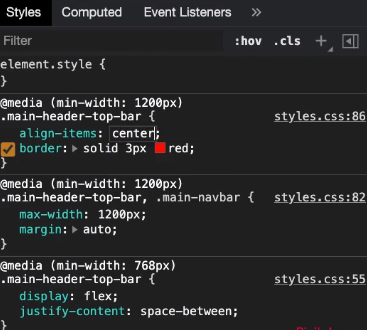 Styles Computed Event Listeners »
Filter :hov .cls +
element.style {
}
@media (min-width: 1200px)
.main-header-top-bar { styles.css:86
align-items: center;
border: solid 3px red;
}
@media (min-width: 1200px)
.main-header-top-bar, .main-navbar { styles.css:82
max-width: 1200px;
margin: auto;
}
@media (min-width: 768px)
.main-header-top-bar { styles.css:55
display: flex;
justify-content: space-between;
}